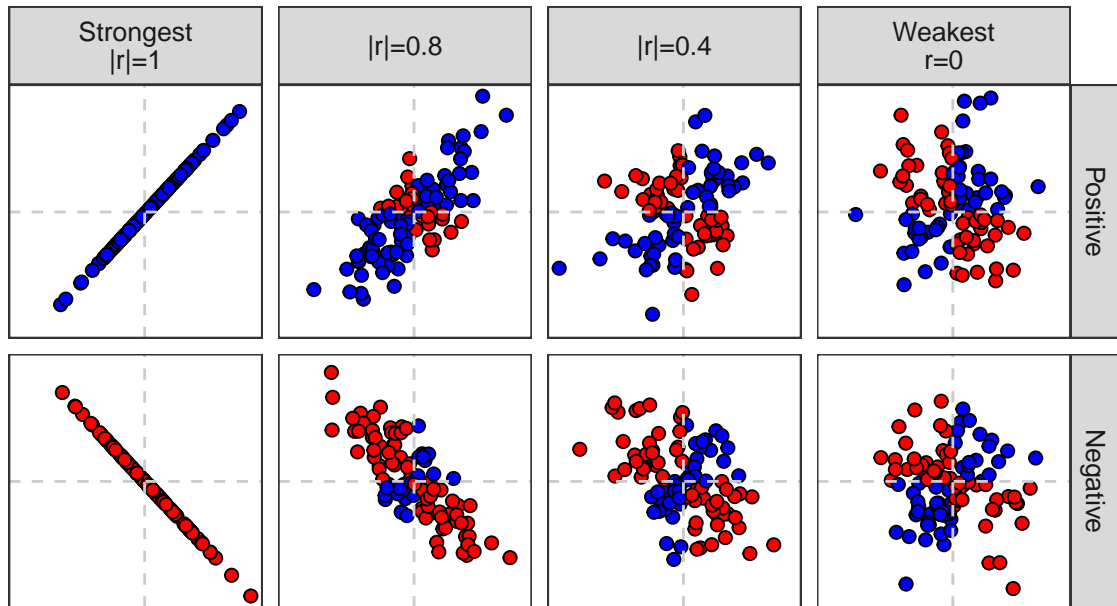 Strongest
|r|=1
|r|=0.8
|r|=0.4
Weakest
r=0
Positive
Negative